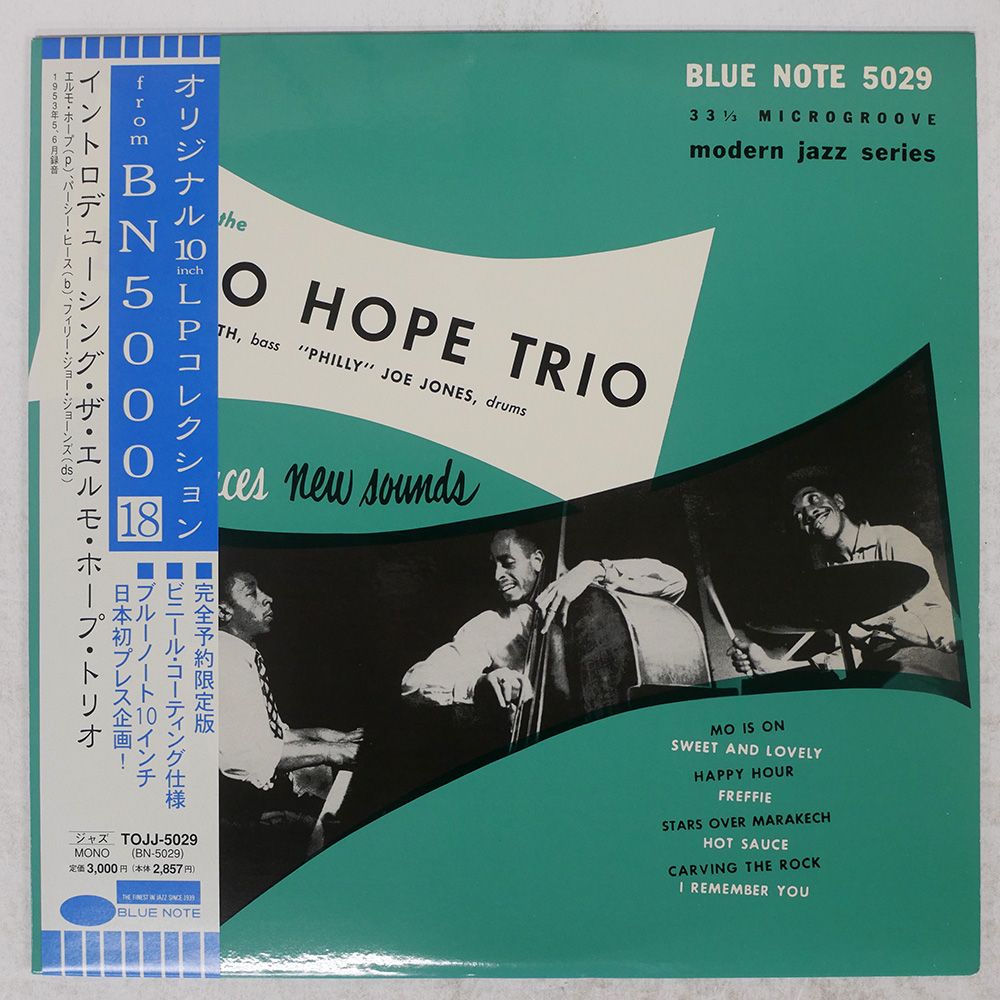 オリジナル10inchLPコレクション
from BN5000 18
イントロデューシング・ザ・エルモ・ホープ・トリオ
エルモ・ホープ(p)、パーシー・ヒース(b)、フィリー・ジョー・ジョーンズ(ds)
1953年5、6月録音
■完全予約限定版
■ビニール・コーティング仕様
■ブルーノート10インチ
日本初プレス企画!
ジャズ TOJJ-5029
MONO (BN-5029)
定価3,000円(本体2,857円)
THE FINEST IN JAZZ SINCE 1939
BLUE NOTE
BLUE NOTE 5029
33 1/3 MICROGROOVE
modern jazz series
the
O HOPE TRIO
TH, bass "PHILLY" JOE JONES, drums
ces new sounds
MO IS ON
SWEET AND LOVELY
HAPPY HOUR
FREFFIE
STARS OVER MARAKECH
HOT SAUCE
CARVING THE ROCK
I REMEMBER YOU